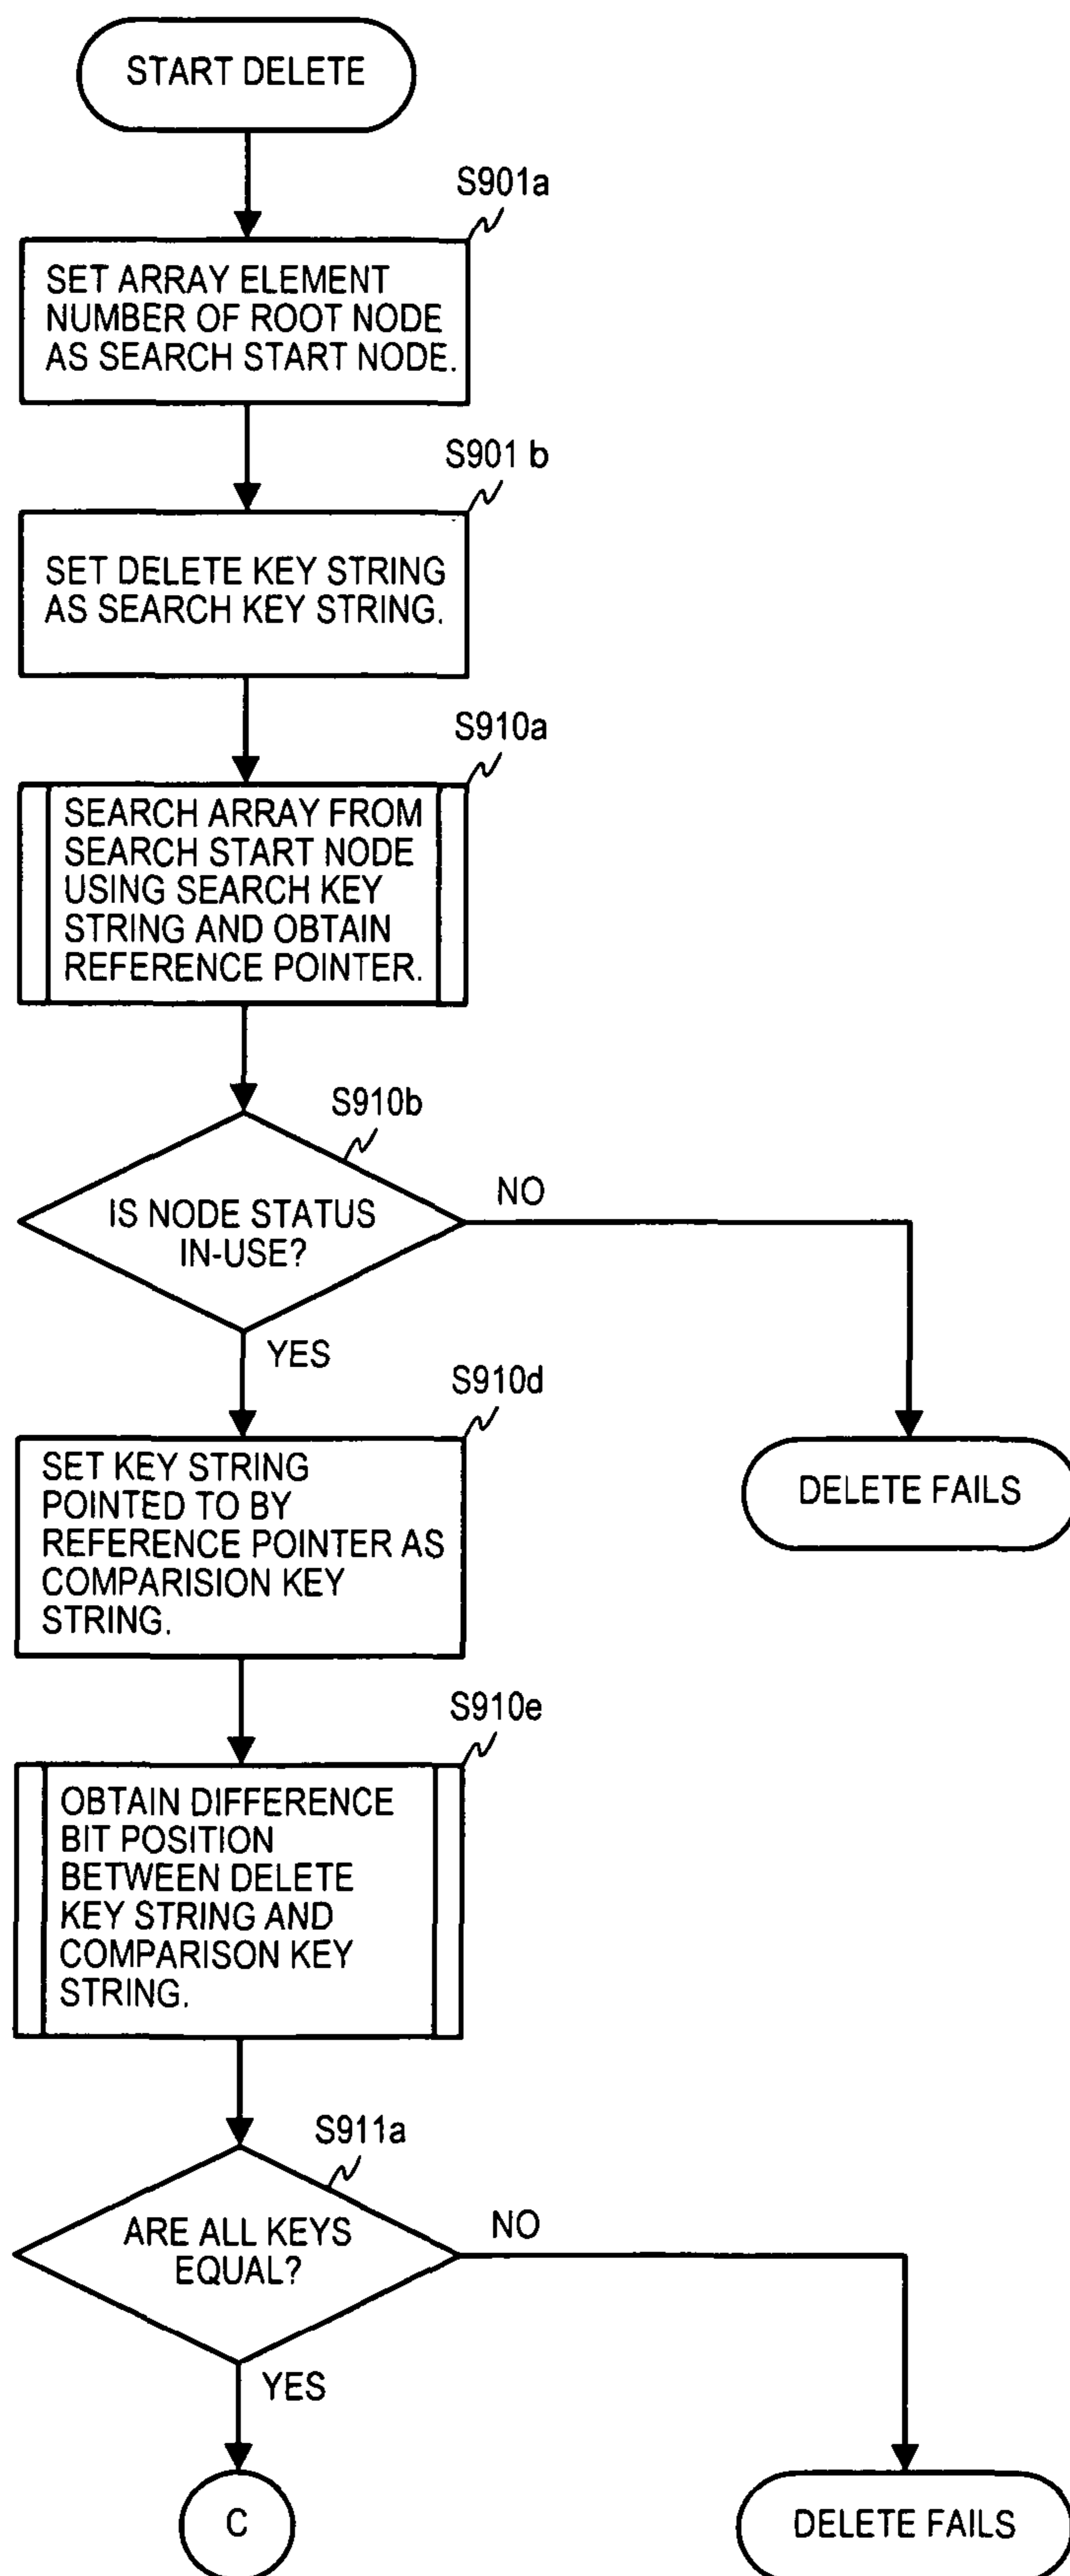 START DELETE
S901a
SET ARRAY ELEMENT
NUMBER OF ROOT NODE
AS SEARCH START NODE.
S901 b
SET DELETE KEY STRING
AS SEARCH KEY STRING.
S910a
SEARCH ARRAY FROM
SEARCH START NODE
USING SEARCH KEY
STRING AND OBTAIN
REFERENCE POINTER.
S910b
IS NODE STATUS
IN-USE?
NO
YES
S910d
SET KEY STRING
POINTED TO BY
REFERENCE POINTER AS
COMPARISION KEY
STRING.
DELETE FAILS
S910e
OBTAIN DIFFERENCE
BIT POSITION
BETWEEN DELETE
KEY STRING AND
COMPARISON KEY
STRING.
S911a
ARE ALL KEYS
EQUAL?
NO
YES
C
DELETE FAILS